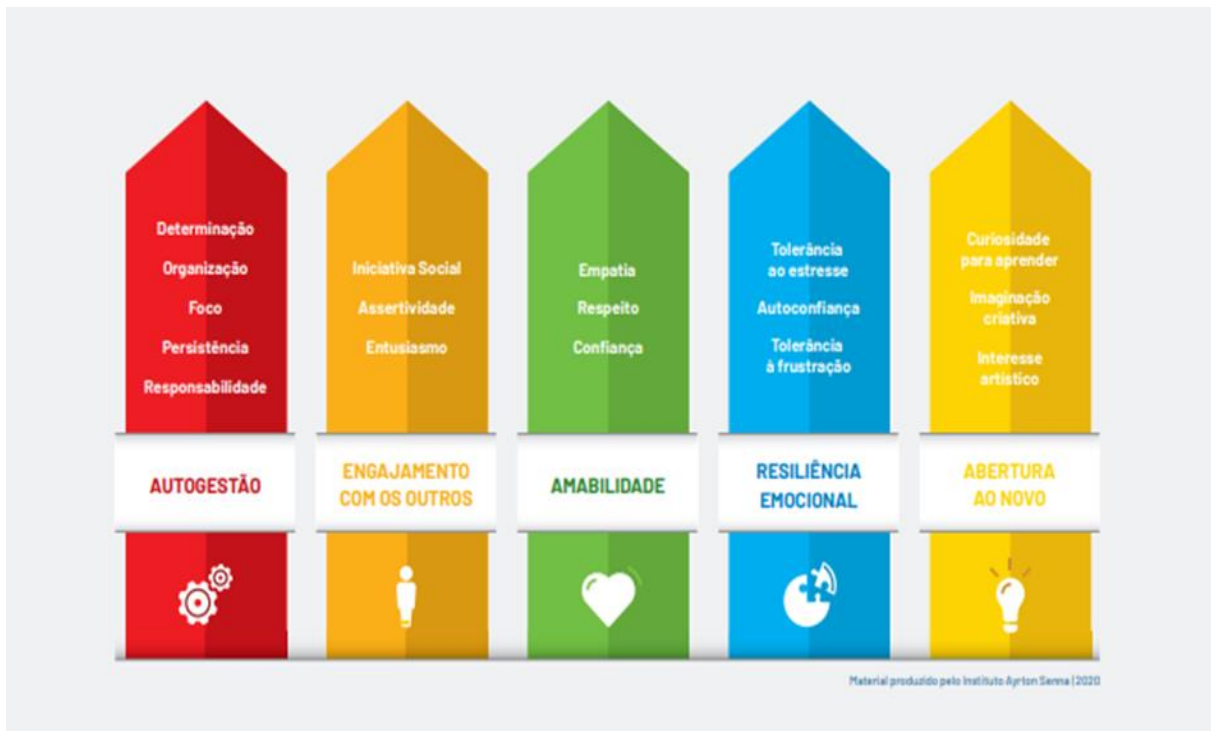 Determinação
Organização
Foco
Persistência
Responsabilidade
AUTOGESTÃO
Iniciativa Social
Assertividade
Entusiasmo
ENGAJAMENTO
COM OS OUTROS
Empatia
Respeito
Confiança
AMABILIDADE
Tolerância
ao estresse
Autoconfiança
Tolerância
à frustração
RESILIÊNCIA
EMOCIONAL
Curiosidade
para aprender
Imaginação
criativa
Interesse
artístico
ABERTURA
AO NOVO
Material produzido pelo Instituto Ayrton Senna | 2020